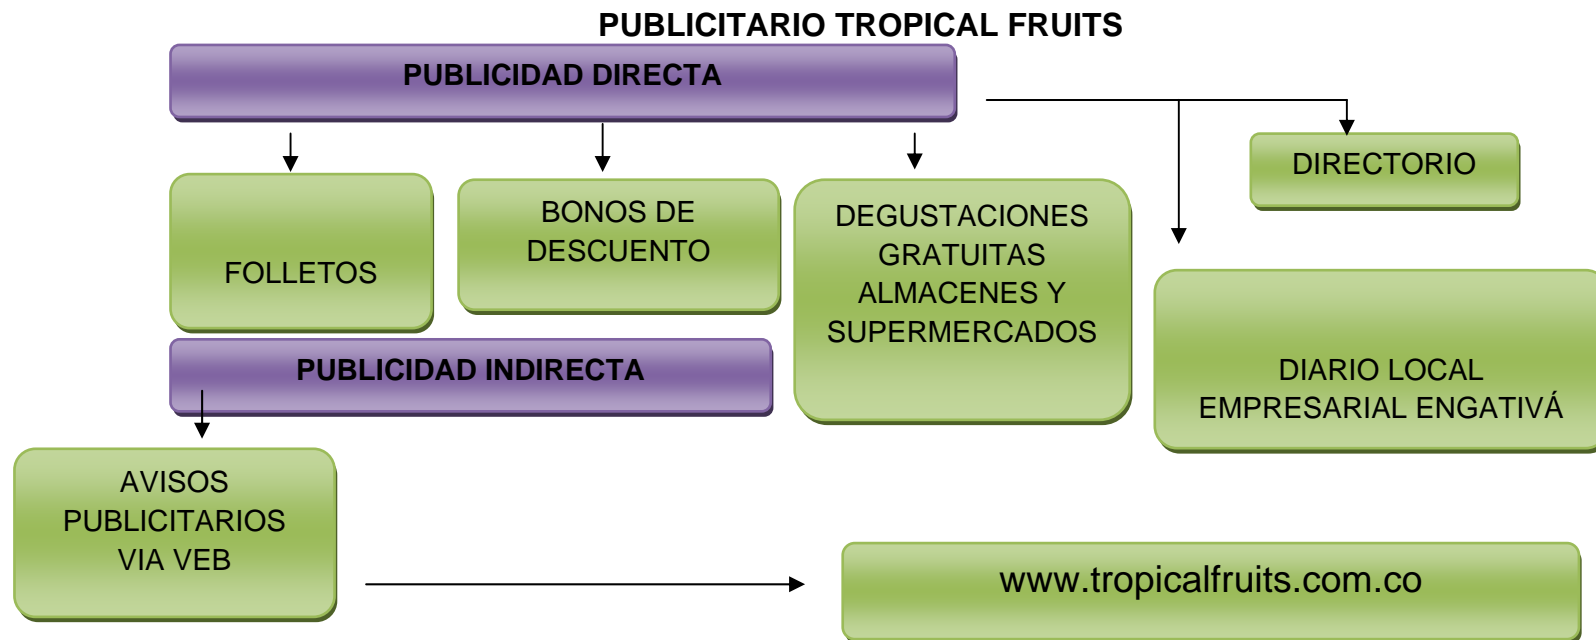 PUBLICITARIO TROPICAL FRUITS
PUBLICIDAD DIRECTA
DIRECTORIO
FOLLETOS
BONOS DE
DESCUENTO
DEGUSTACIONES
GRATUITAS
ALMACENES Y
SUPERMERCADOS
DIARIO LOCAL
EMPRESARIAL ENGATIVÁ
PUBLICIDAD INDIRECTA
AVISOS
PUBLICITARIOS
VIA VEB
www.tropicalfruits.com.co